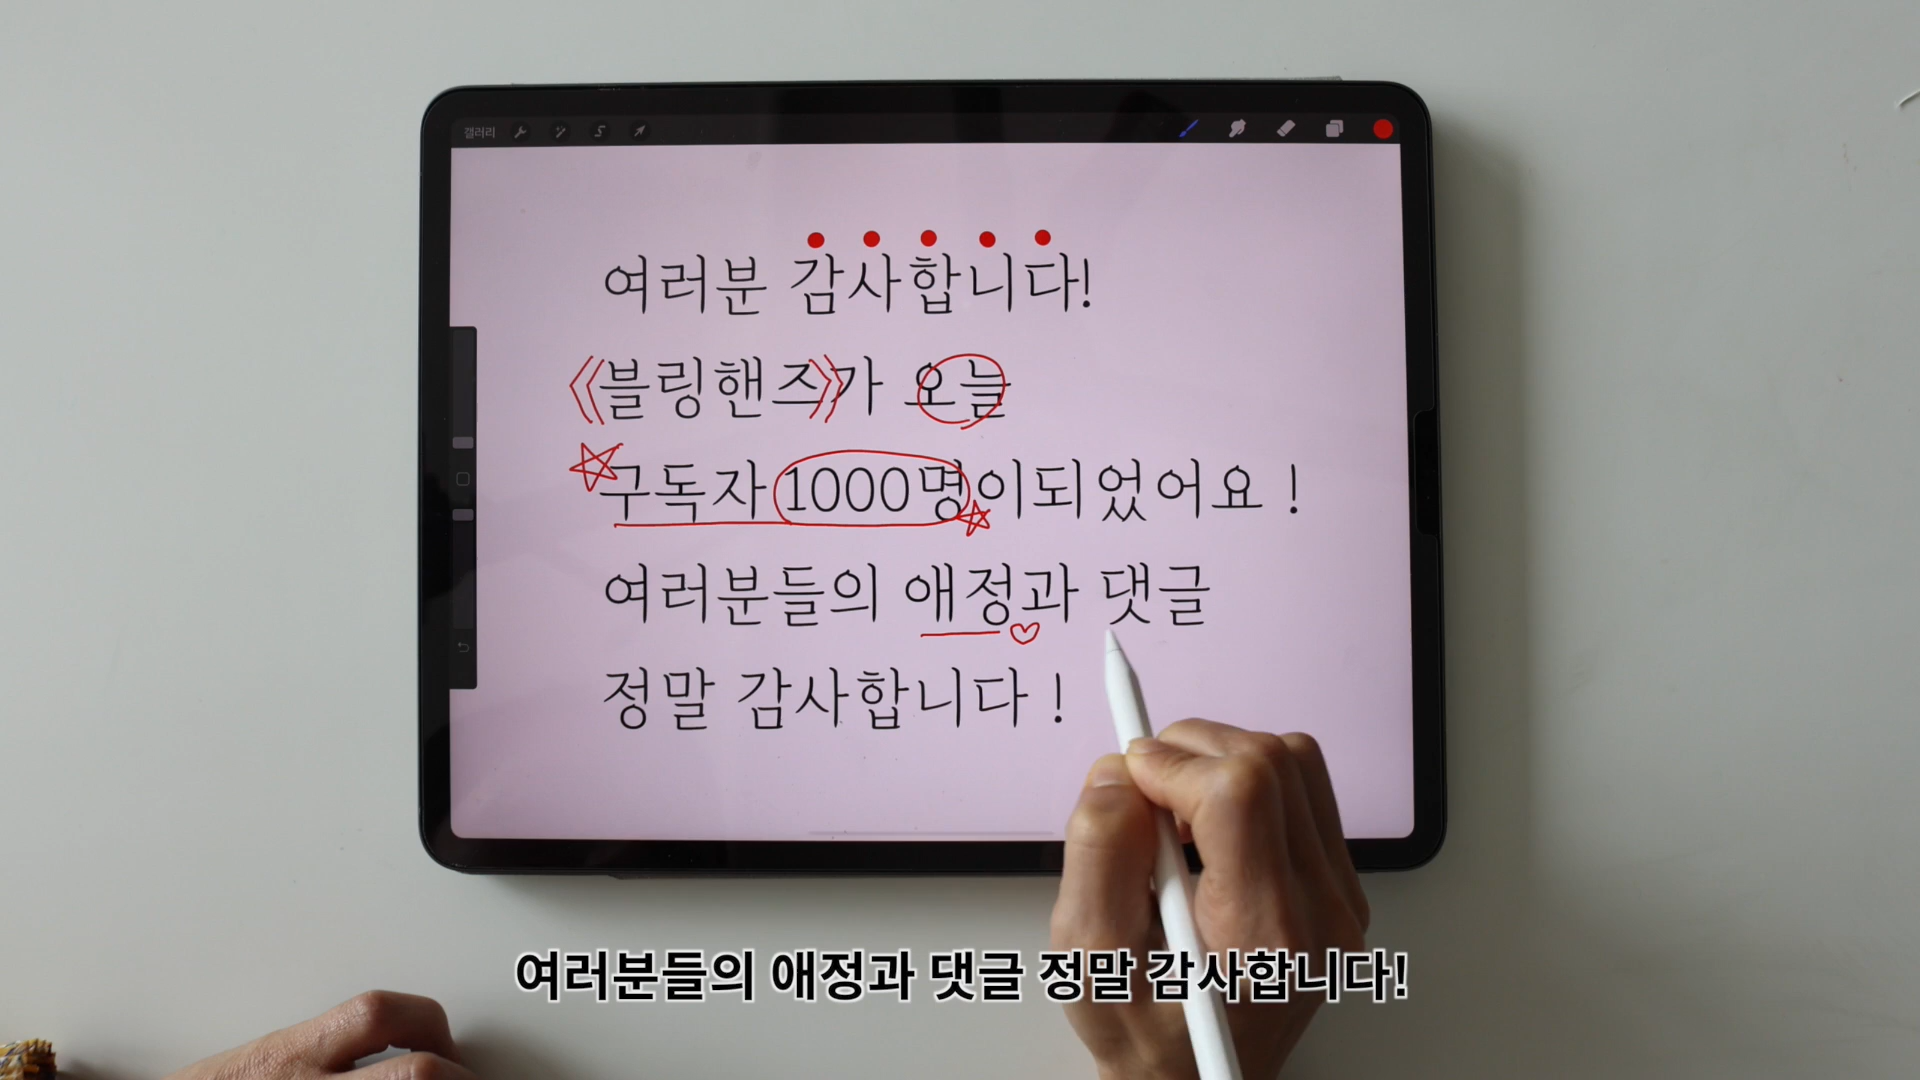 갤러리
여러분 감사합니다!
《블링핸즈》가 오늘
구독자 1000명이되었어요 !
여러분들의 애정과 댓글
정말 감사합니다 !
여러분들의 애정과 댓글 정말 감사합니다!